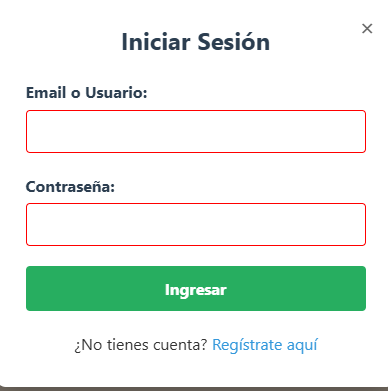 ×
Iniciar Sesión
Email o Usuario:
Contraseña:
Ingresar
¿No tienes cuenta? Regístrate aquí